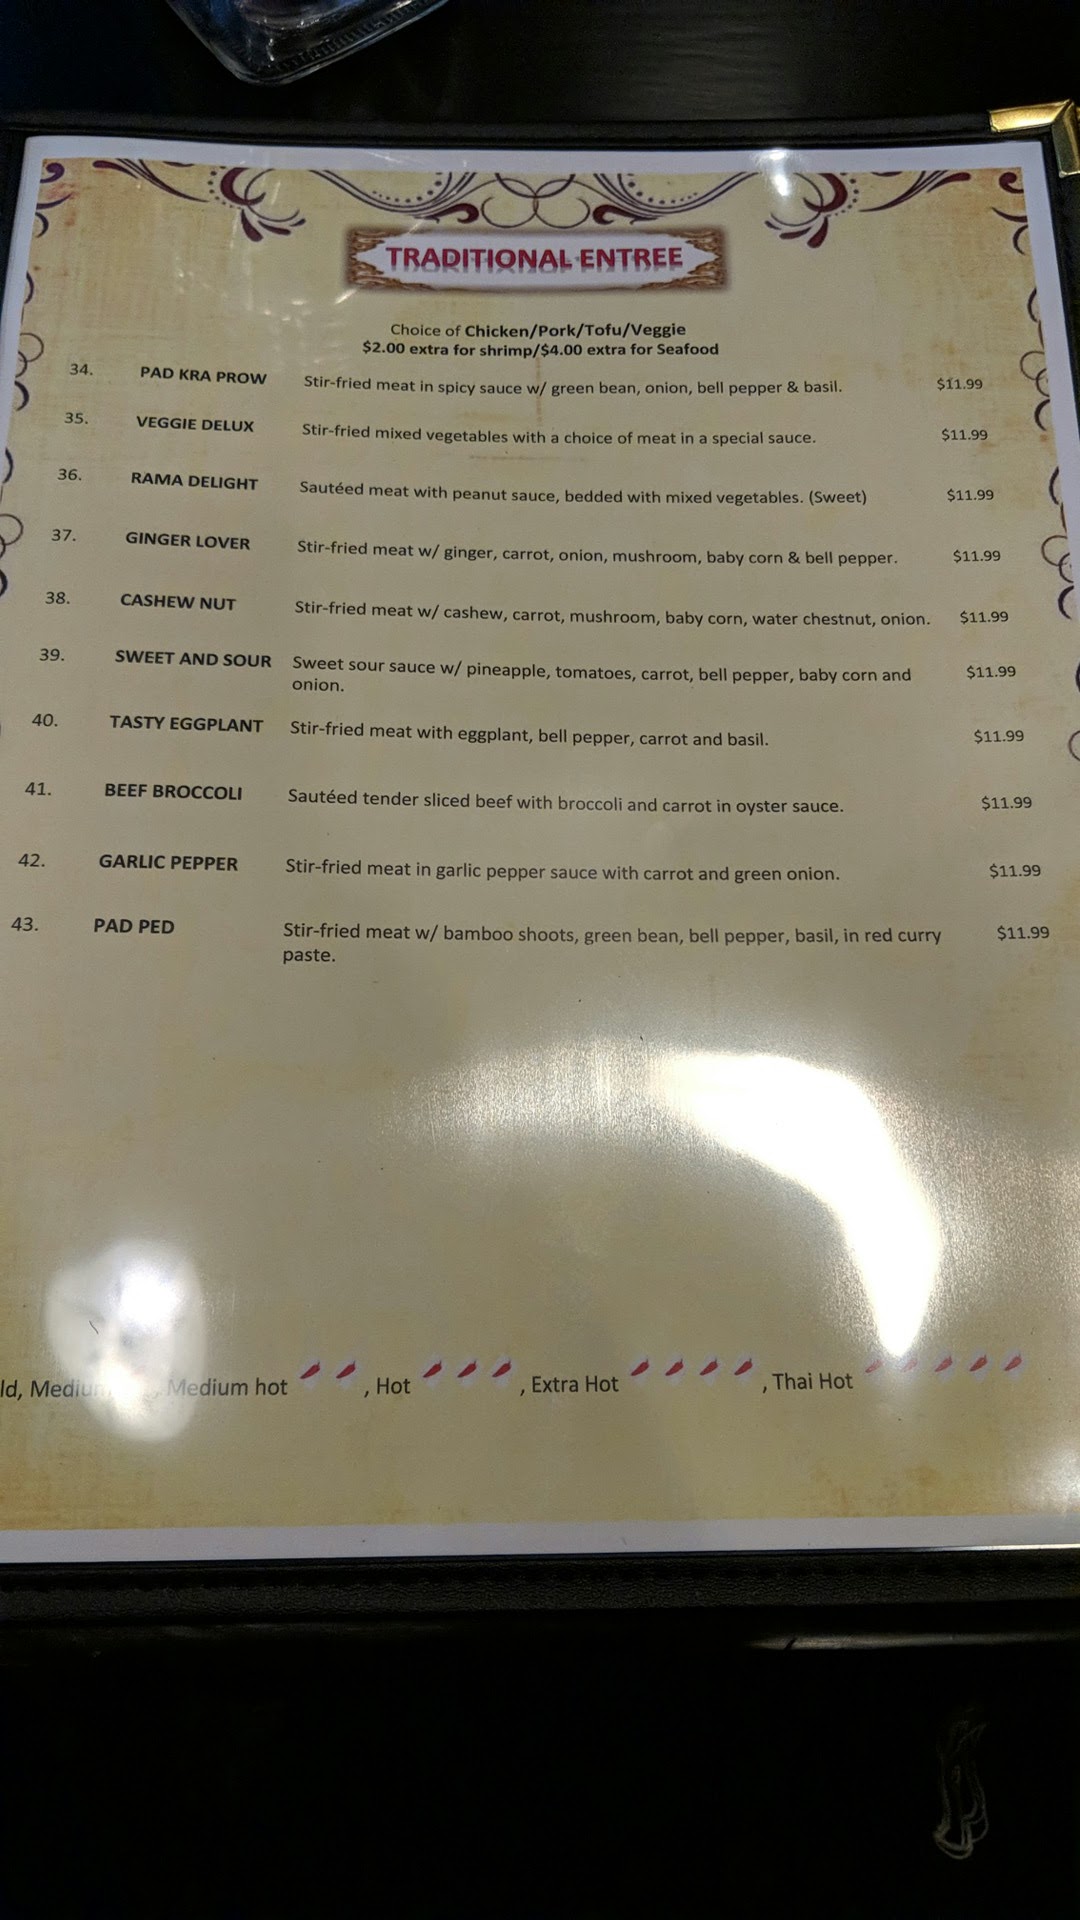 TRADITIONAL ENTREE
Choice of Chicken/Pork/Tofu/Veggie
$2.00 extra for shrimp/$4.00 extra for Seafood
34. PAD KRA PROW Stir-fried meat in spicy sauce w/ green bean, onion, bell pepper & basil. $11.99
35. VEGGIE DELUX Stir-fried mixed vegetables with a choice of meat in a special sauce. $11.99
36. RAMA DELIGHT Sautéed meat with peanut sauce, bedded with mixed vegetables. (Sweet) $11.99
37. GINGER LOVER Stir-fried meat w/ ginger, carrot, onion, mushroom, baby corn & bell pepper. $11.99
38. CASHEW NUT Stir-fried meat w/ cashew, carrot, mushroom, baby corn, water chestnut, onion. $11.99
39. SWEET AND SOUR Sweet sour sauce w/ pineapple, tomatoes, carrot, bell pepper, baby corn and $11.99
onion.
40. TASTY EGGPLANT Stir-fried meat with eggplant, bell pepper, carrot and basil. $11.99
41. BEEF BROCCOLI Sautéed tender sliced beef with broccoli and carrot in oyster sauce. $11.99
42. GARLIC PEPPER Stir-fried meat in garlic pepper sauce with carrot and green onion. $11.99
43. PAD PED Stir-fried meat w/ bamboo shoots, green bean, bell pepper, basil, in red curry $11.99
paste.
ld, Medium , Medium hot , Hot , Extra Hot , Thai Hot